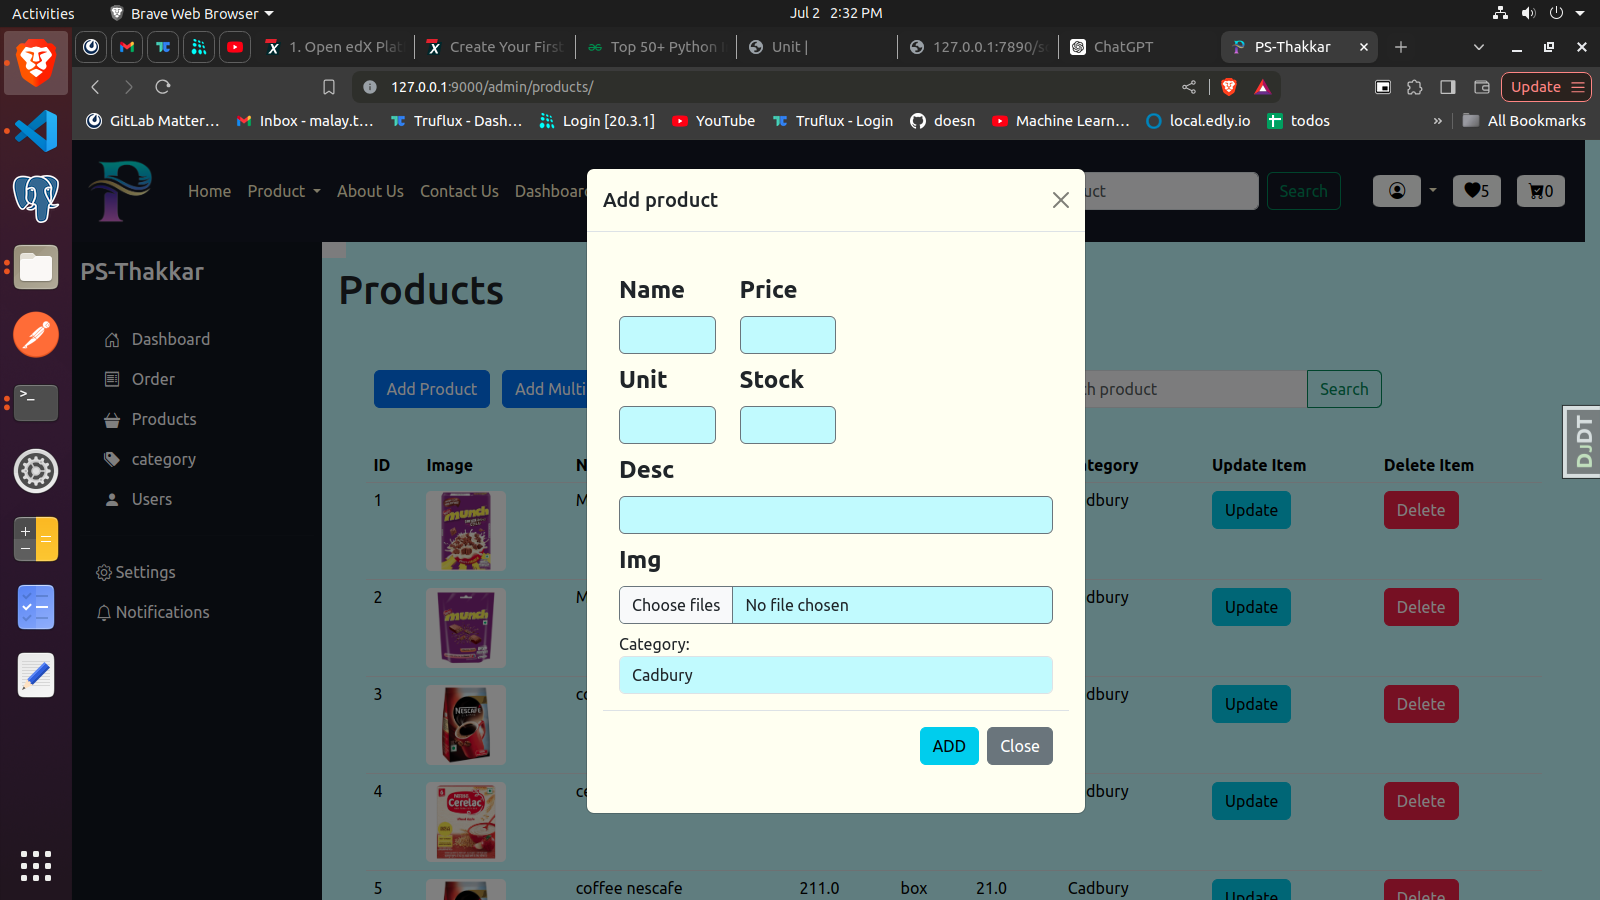 Activities
Brave Web Browser
Jul 2 2:32 PM
1. Open edX Pla
Create Your First
Top 50+ Python
Unit |
127.0.0.1:7890/s
ChatGPT
PS-Thakkar
127.0.0.1:9000/admin/products/
Update
GitLab Matter...
Inbox - malay.t...
Truflux - Dash...
Login [20.3.1]
YouTube
Truflux - Login
doesn
Machine Learn...
local.edly.io
todos
»
All Bookmarks
Home
Product
About Us
Contact Us
Dashboard
uct
Search
5
0
Add product
PS-Thakkar
Dashboard
Order
Products
category
Users
Settings
Notifications
Products
Add Product
Add Multi
h product
Search
Name
Price
Unit
Stock
Desc
Img
Choose files
No file chosen
Category:
Cadbury
ADD
Close
ID
Image
N
tegory
Update Item
Delete Item
1
munch
M
dbury
Update
Delete
2
munch
M
dbury
Update
Delete
3
NESCAFE
co
dbury
Update
Delete
4
Cerelac
ce
dbury
Update
Delete
5
coffee nescafe
211.0
box
21.0
Cadbury
Update
Delete
DJDT